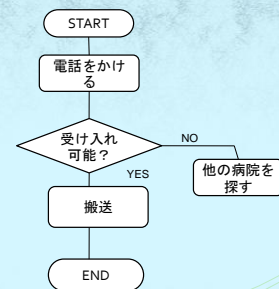 START
電話をかけ
る
受け入れ
可能？
NO
YES
他の病院を
探す
搬送
END